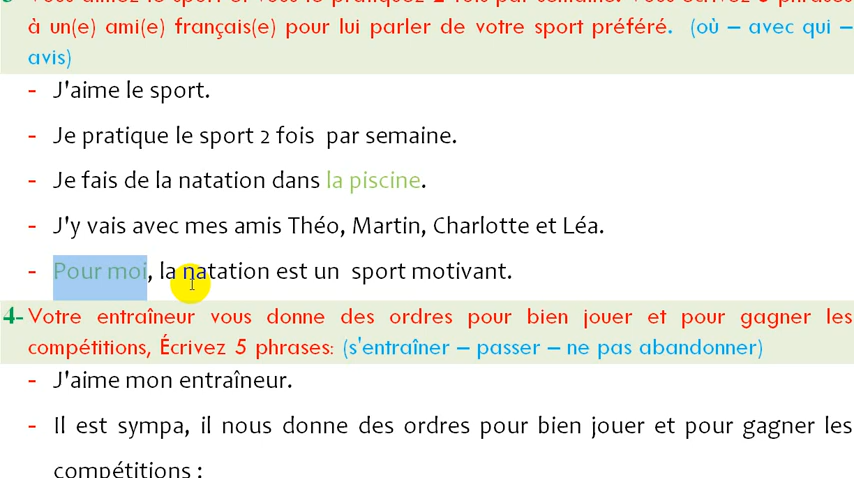 à un(e) ami(e) français(e) pour lui parler de votre sport préféré. (où – avec qui –
avis)
- J'aime le sport.
- Je pratique le sport 2 fois par semaine.
- Je fais de la natation dans la piscine.
- J'y vais avec mes amis Théo, Martin, Charlotte et Léa.
- Pour moi, la natation est un sport motivant.
4- Votre entraîneur vous donne des ordres pour bien jouer et pour gagner les
compétitions, Écrivez 5 phrases: (s'entraîner – passer – ne pas abandonner)
- J'aime mon entraîneur.
- Il est sympa, il nous donne des ordres pour bien jouer et pour gagner les
compétitions :